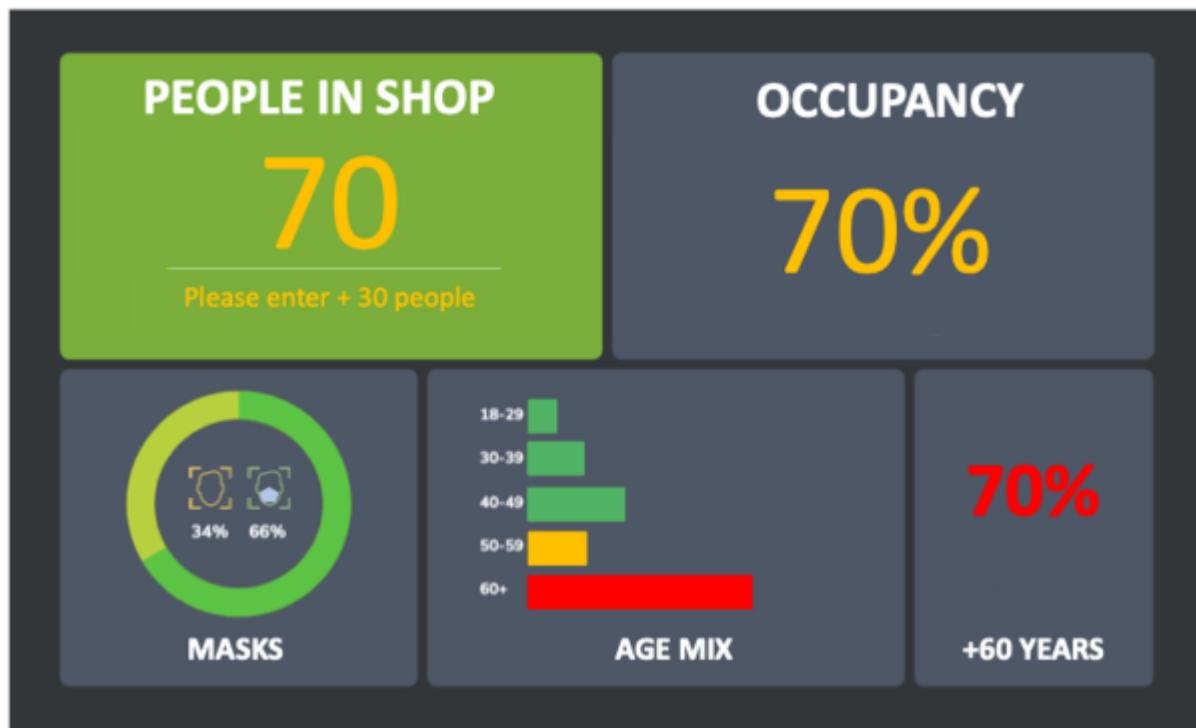 PEOPLE IN SHOP
70
Please enter + 30 people
OCCUPANCY
70%
34% 66%
MASKS
18-29
30-39
40-49
50-59
60+
AGE MIX
70%
+60 YEARS